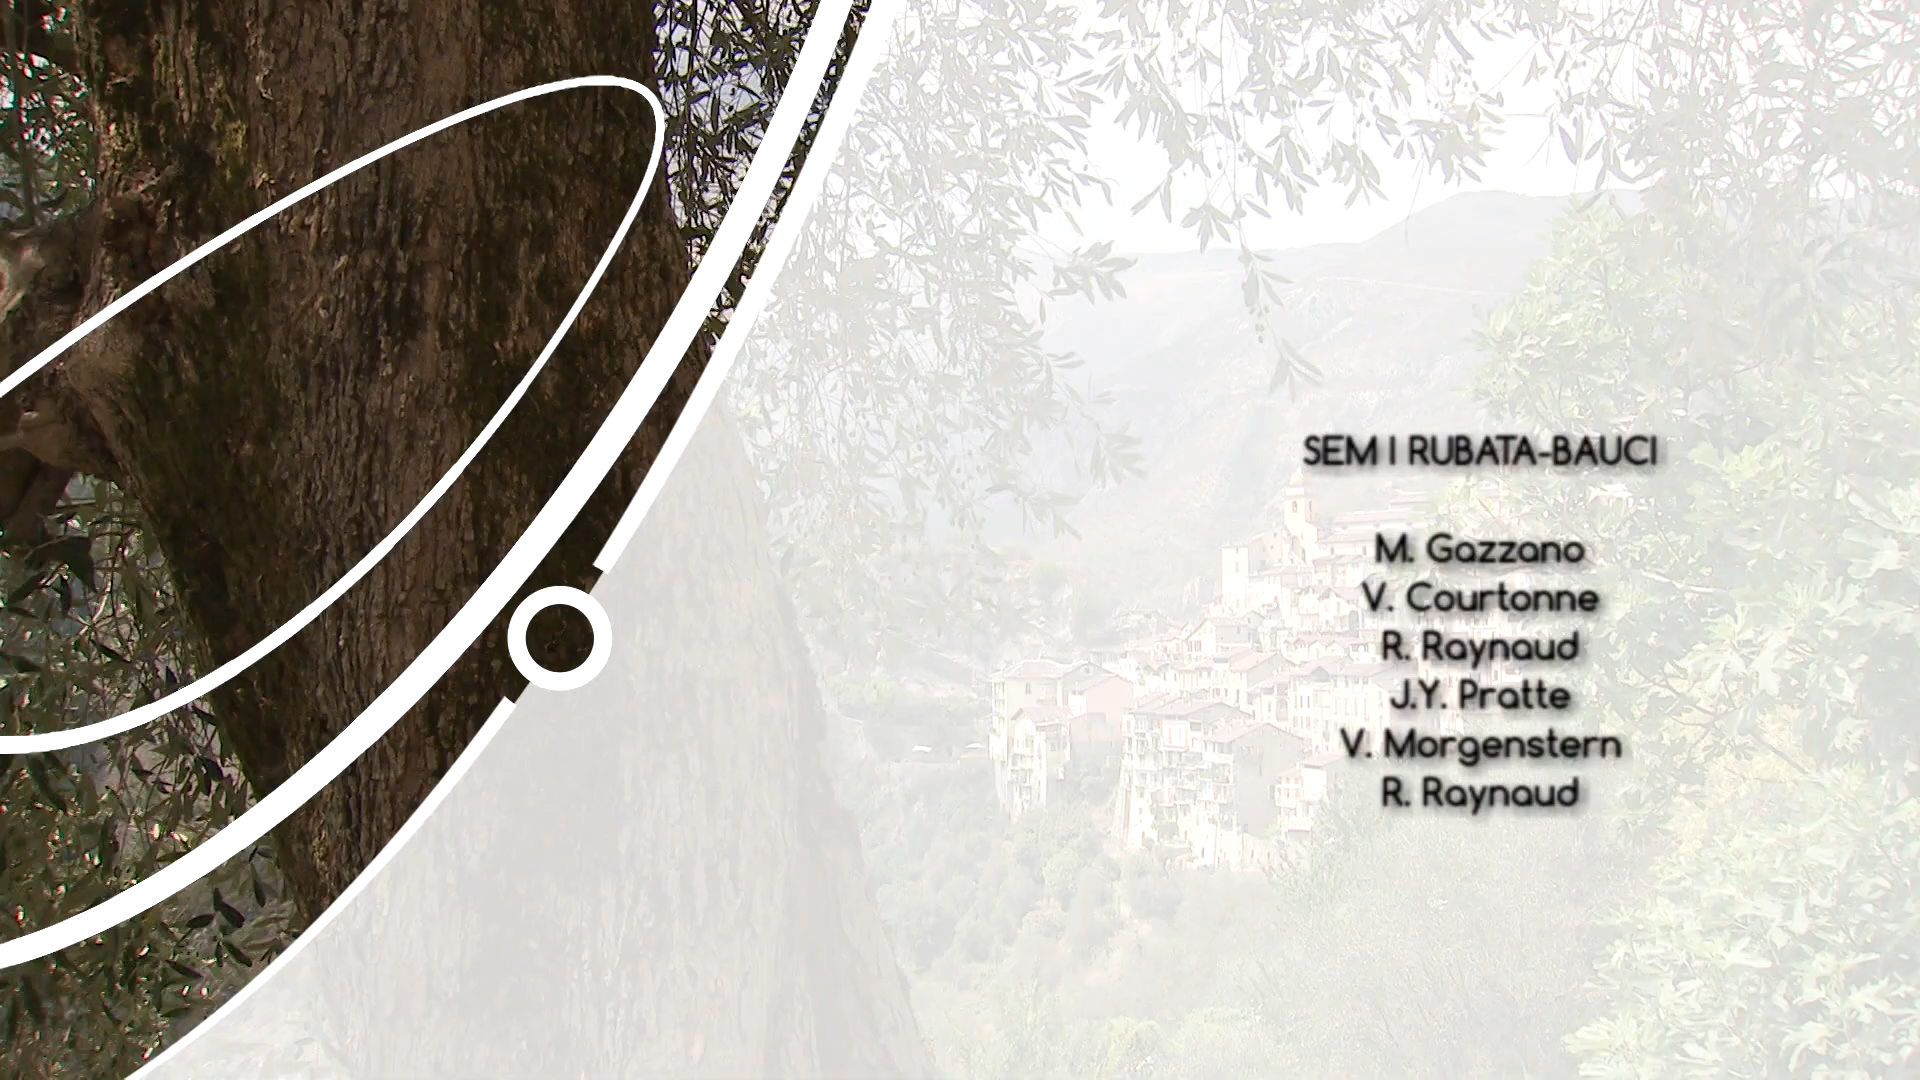 SEM I RUBATA-BAUCI
M. Gazzano
V. Courtonne
R. Raynaud
J.Y. Pratte
V. Morgenstern
R. Raynaud